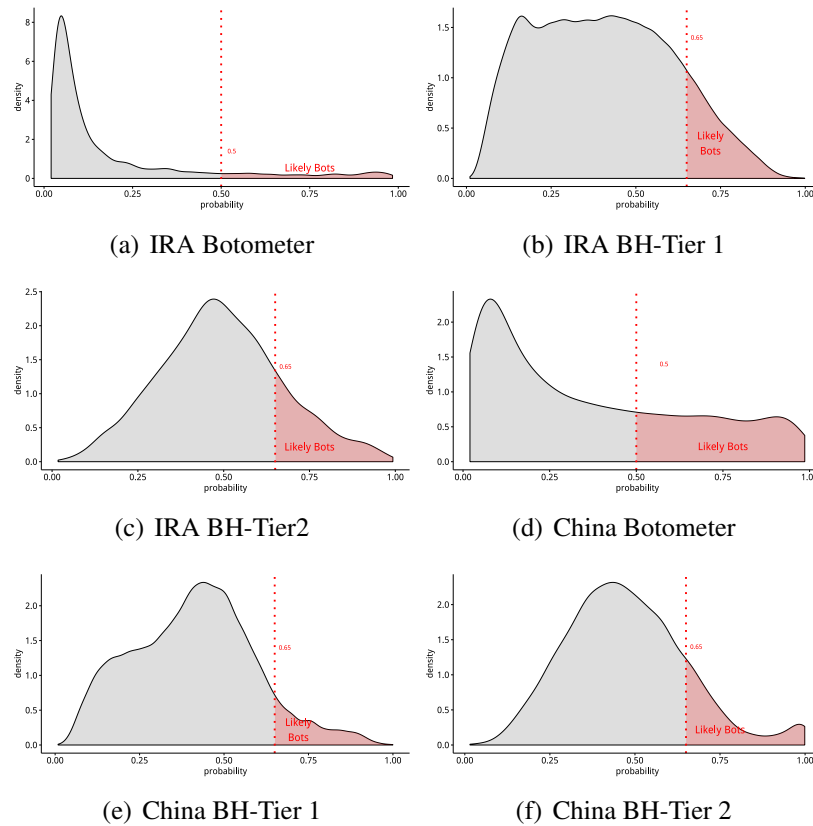 8
6
4
2
0
density
0.5
Likely Bots
0.00
0.25
0.50
0.75
1.00
probability
(a) IRA Botometer
1.5
1.0
0.5
0.0
density
0.65
Likely
Bots
0.00
0.25
0.50
0.75
1.00
probability
(b) IRA BH-Tier 1
2.5
2.0
1.5
1.0
0.5
0.0
density
0.65
Likely Bots
0.00
0.25
0.50
0.75
1.00
probability
(c) IRA BH-Tier2
2.0
1.5
1.0
0.5
0.0
density
0.5
Likely Bots
0.00
0.25
0.50
0.75
1.00
probability
(d) China Botometer
2.0
1.5
1.0
0.5
0.0
density
0.65
Likely
Bots
0.00
0.25
0.50
0.75
1.00
probability
(e) China BH-Tier 1
2.0
1.5
1.0
0.5
0.0
density
0.65
Likely Bots
0.00
0.25
0.50
0.75
1.00
probability
(f) China BH-Tier 2